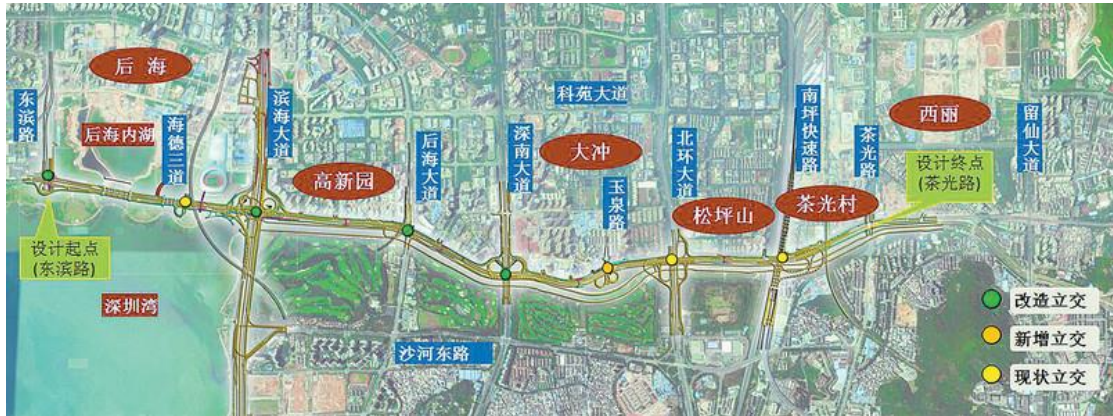 后海
东滨路
后海内湖
海德三道
滨海大道
高新园
后海大道
深南大道
科苑大道
大冲
玉泉路
北环大道
松坪山
南坪快速路
茶光村
茶光路
西丽
留仙大道
设计终点
(茶光路)
设计起点
(东滨路)
深圳湾
沙河东路
改造立交
新增立交
现状立交